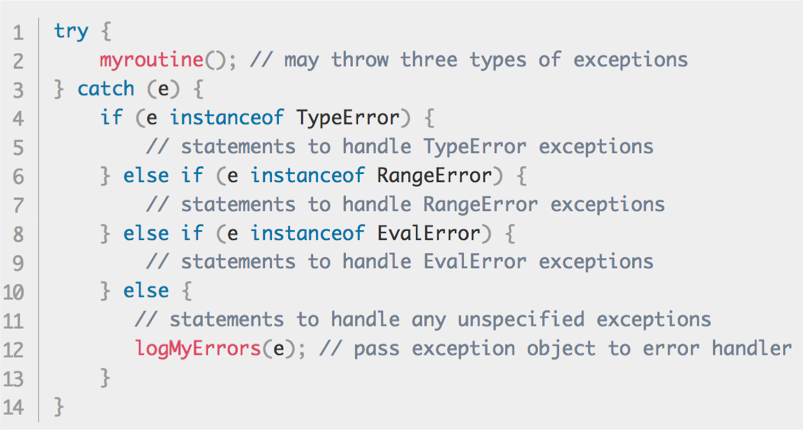 1 try {
2     myroutine(); // may throw three types of exceptions
3 } catch (e) {
4     if (e instanceof TypeError) {
5         // statements to handle TypeError exceptions
6     } else if (e instanceof RangeError) {
7         // statements to handle RangeError exceptions
8     } else if (e instanceof EvalError) {
9         // statements to handle EvalError exceptions
10     } else {
11        // statements to handle any unspecified exceptions
12        logMyErrors(e); // pass exception object to error handler
13     }
14 }